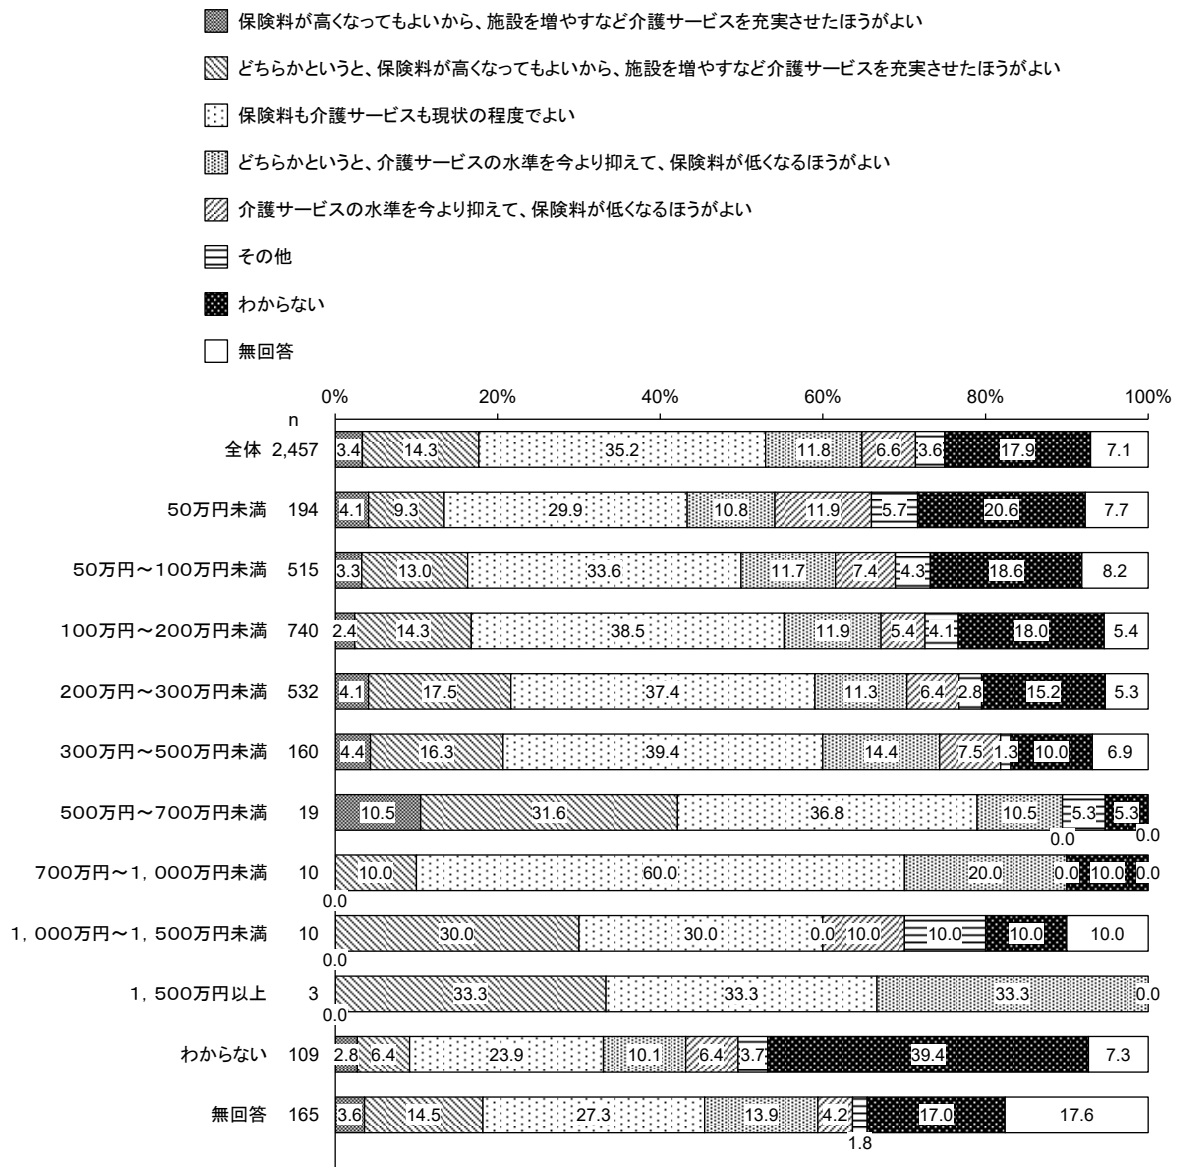 保険料が高くなってもよいから、施設を増やすなど介護サービスを充実させたほうがよい
どちらかというと、保険料が高くなってもよいから、施設を増やすなど介護サービスを充実させたほうがよい
保険料も介護サービスも現状の程度でよい
どちらかというと、介護サービスの水準を今より抑えて、保険料が低くなるほうがよい
介護サービスの水準を今より抑えて、保険料が低くなるほうがよい
その他
わからない
無回答
0% 20% 40% 60% 80% 100%
n
全体 2,457 3.4 14.3 35.2 11.8 6.6 3.6 17.9 7.1
50万円未満 194 4.1 9.3 29.9 10.8 11.9 5.7 20.6 7.7
50万円～100万円未満 515 3.3 13.0 33.6 11.7 7.4 4.3 18.6 8.2
100万円～200万円未満 740 2.4 14.3 38.5 11.9 5.4 4.1 18.0 5.4
200万円～300万円未満 532 4.1 17.5 37.4 11.3 6.4 2.8 15.2 5.3
300万円～500万円未満 160 4.4 16.3 39.4 14.4 7.5 1.3 10.0 6.9
500万円～700万円未満 19 10.5 31.6 36.8 10.5 5.3 5.3
0.0 0.0
700万円～1，000万円未満 10 10.0 60.0 20.0 0.0 10.0 0.0
0.0
1，000万円～1，500万円未満 10 30.0 30.0 0.0 10.0 10.0 10.0 10.0
0.0
1，500万円以上 3 33.3 33.3 33.3 0.0
0.0
わからない 109 2.8 6.4 23.9 10.1 6.4 3.7 39.4 7.3
無回答 165 3.6 14.5 27.3 13.9 4.2 17.0 17.6
1.8